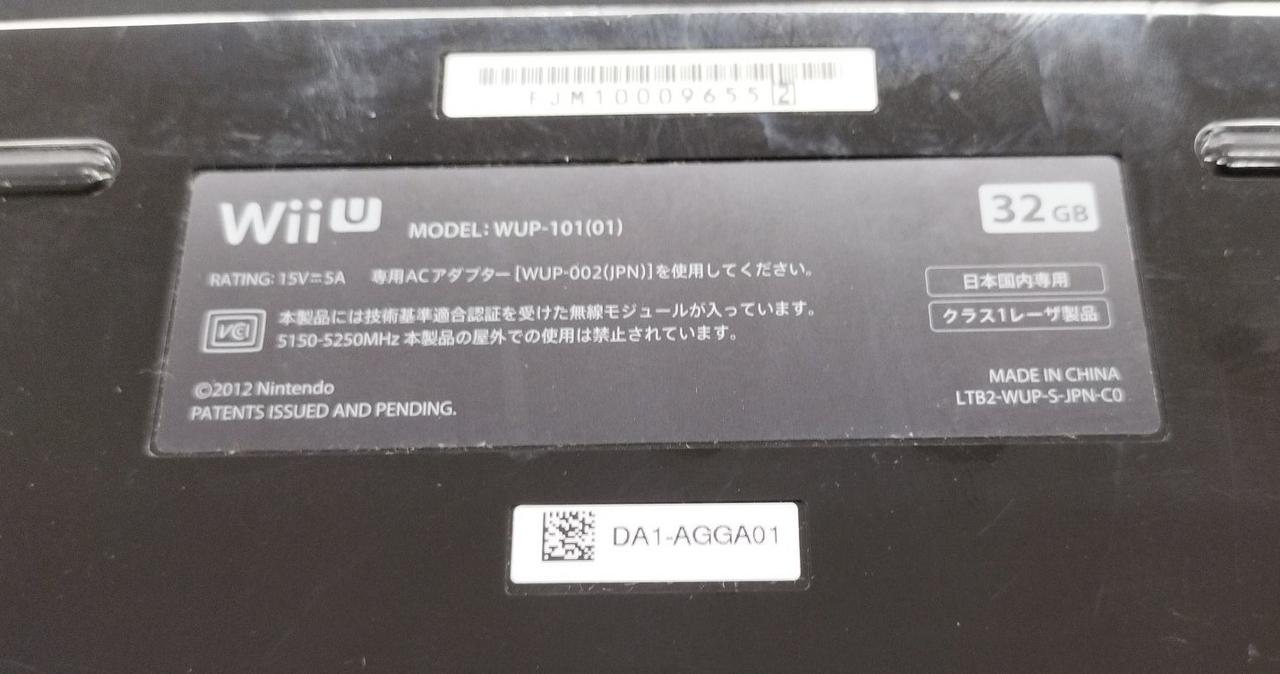 FJM10009655 2
Wii U MODEL: WUP-101(01)
32 GB
RATING: 15V⎓5A 専用ACアダプター [WUP-002(JPN)]を使用してください。
日本国内専用
VCI 本製品には技術基準適合認証を受けた無線モジュールが入っています。
5150-5250MHz 本製品の屋外での使用は禁止されています。
クラス1レーザ製品
©2012 Nintendo
PATENTS ISSUED AND PENDING.
MADE IN CHINA
LTB2-WUP-S-JPN-C0
DA1-AGGA01